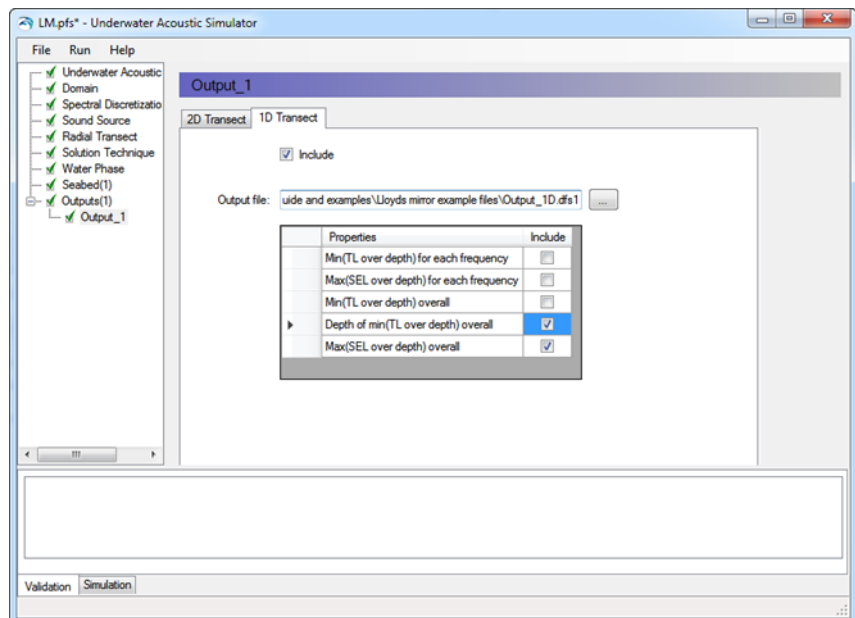 LM.pfs* - Underwater Acoustic Simulator
File Run Help
Underwater Acoustic
Domain
Spectral Discretizatio
Sound Source
Radial Transect
Solution Technique
Water Phase
Seabed(1)
Outputs(1)
Output_1
Output_1
2D Transect 1D Transect
Include
Output file: uide and examples\Lloyds mirror example files\Output_1D.dfs1 ...
Properties Include
Min(TL over depth) for each frequency
Max(SEL over depth) for each frequency
Min(TL over depth) overall
Depth of min(TL over depth) overall
Max(SEL over depth) overall
Validation Simulation